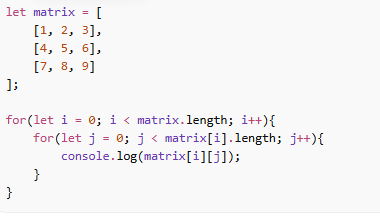 let matrix = [
    [1, 2, 3],
    [4, 5, 6],
    [7, 8, 9]
];

for(let i = 0; i < matrix.length; i++){
    for(let j = 0; j < matrix[i].length; j++){
        console.log(matrix[i][j]);
    }
}